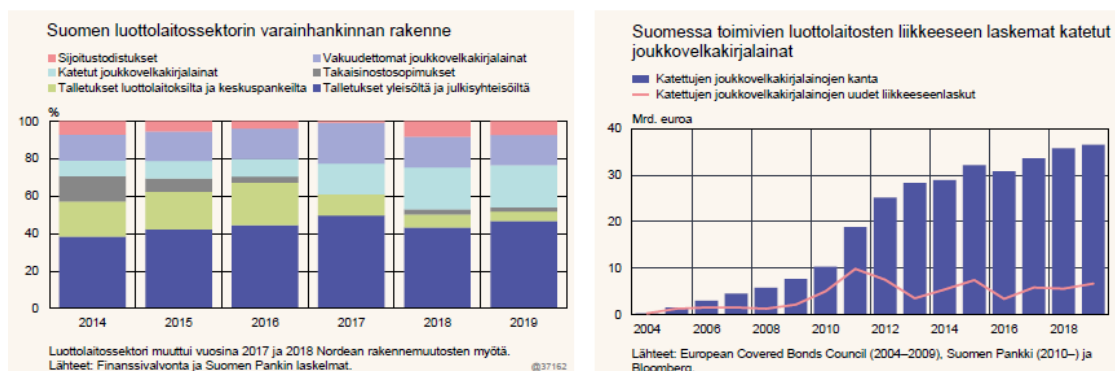 Suomen luottolaitossektorin varainhankinnan rakenne
Sijoitustodistukset
Vakuudettomat joukkovelkakirjalainat
Katetut joukkovelkakirjalainat
Takaisinostosopimukset
Talletukset luottolaitoksilta ja keskuspankeilta
Talletukset yleisöltä ja julkisyhteisöiltä
%
100
80
60
40
20
0
2014 2015 2016 2017 2018 2019
Luottolaitossektori muuttui vuosina 2017 ja 2018 Nordean rakennemuutosten myötä.
Lähteet: Finanssivalvonta ja Suomen Pankin laskelmat.
@37162
Suomessa toimivien luottolaitosten liikkeeseen laskemat katetut
joukkovelkakirjalainat
Katettujen joukkovelkakirjalainojen kanta
Katettujen joukkovelkakirjalainojen uudet liikkeeseenlaskut
Mrd. euroa
40
30
20
10
0
2004 2006 2008 2010 2012 2014 2016 2018
Lähteet: European Covered Bonds Council (2004–2009), Suomen Pankki (2010–) ja
Bloomberg.